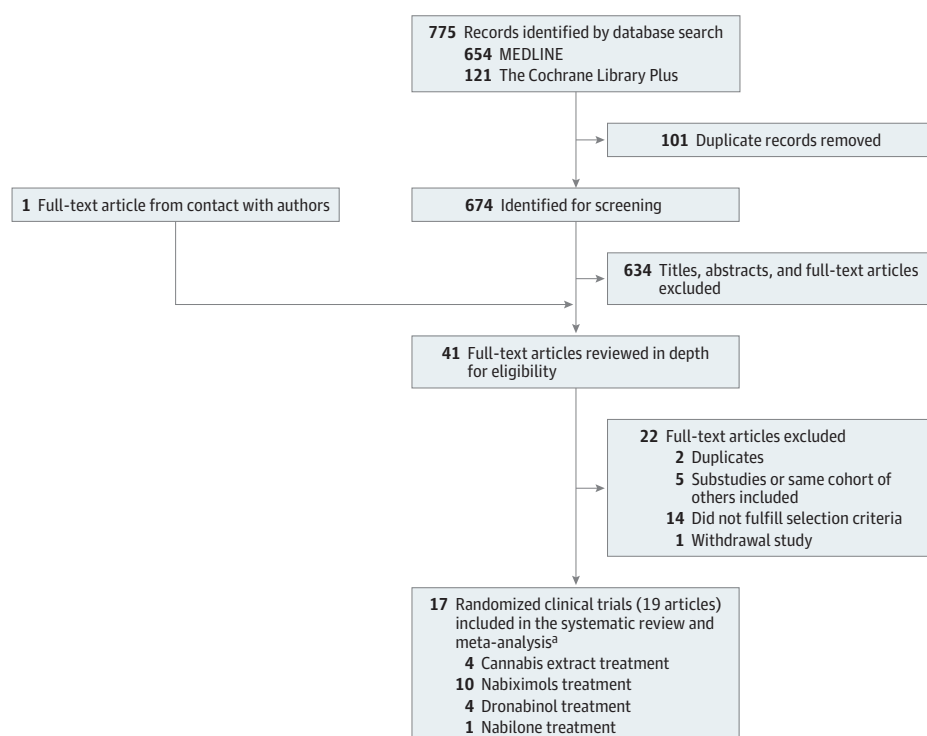 775 Records identified by database search
654 MEDLINE
121 The Cochrane Library Plus
101 Duplicate records removed
1 Full-text article from contact with authors
674 Identified for screening
634 Titles, abstracts, and full-text articles
excluded
41 Full-text articles reviewed in depth
for eligibility
22 Full-text articles excluded
2 Duplicates
5 Substudies or same cohort of
others included
14 Did not fulfill selection criteria
1 Withdrawal study
17 Randomized clinical trials (19 articles)
included in the systematic review and
meta-analysisa
4 Cannabis extract treatment
10 Nabiximols treatment
4 Dronabinol treatment
1 Nabilone treatment